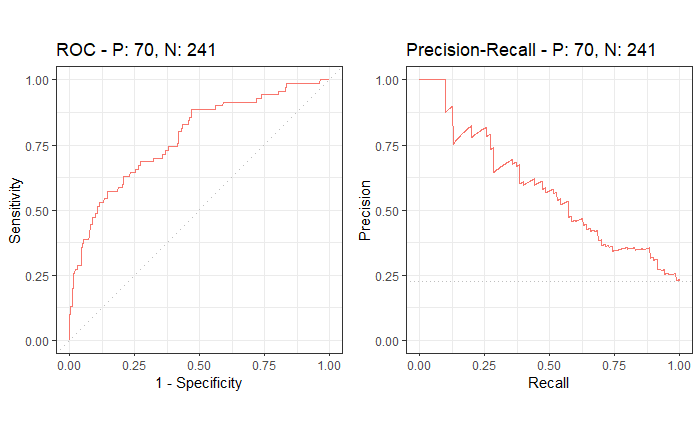 ROC - P: 70, N: 241
1.00
0.75
0.50
0.25
0.00
Sensitivity
0.00 0.25 0.50 0.75 1.00
1 - Specificity
Precision-Recall - P: 70, N: 241
1.00
0.75
0.50
0.25
0.00
Precision
0.00 0.25 0.50 0.75 1.00
Recall